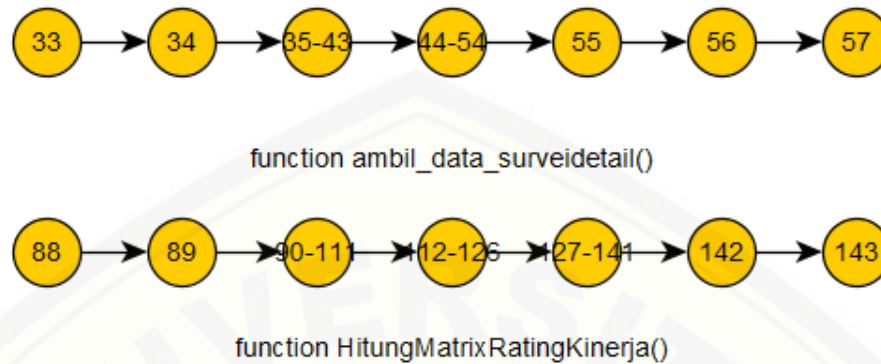 33 34 35-43 44-54 55 56 57
function ambil_data_surveidetail()
88 89 90-111 112-126 127-141 142 143
function HitungMatrixRatingKinerja()